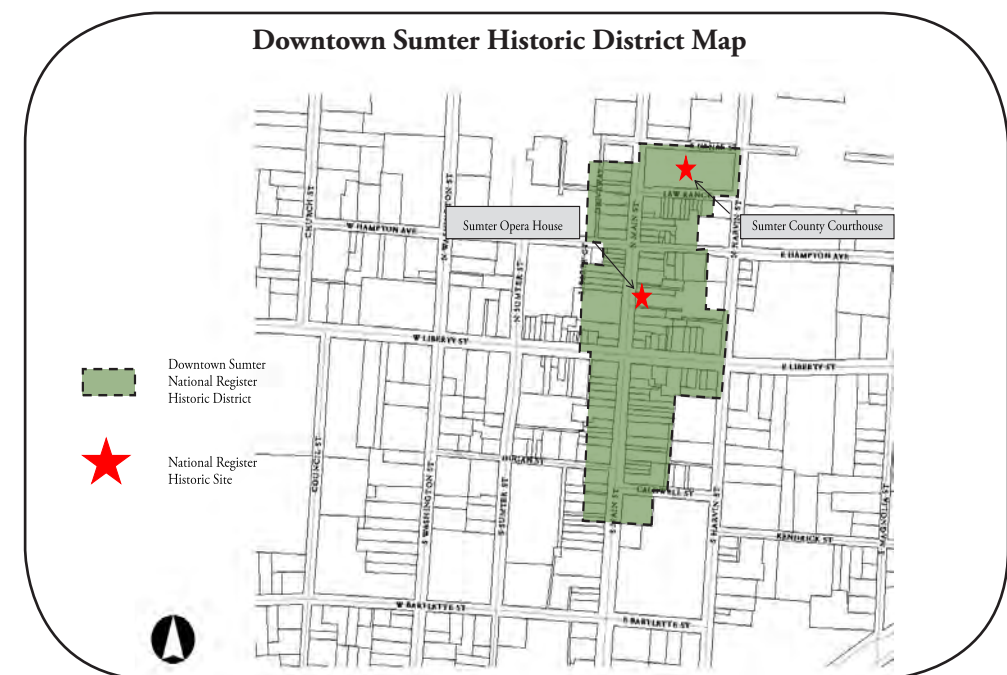 Downtown Sumter Historic District Map
LAW RANGE
CHURCH ST
N MAIN ST
N HARVIN ST
Sumter Opera House
Sumter County Courthouse
W HAMPTON AVE
E HAMPTON AVE
N SUMTER ST
W LIBERTY ST
E LIBERTY ST
Downtown Sumter
National Register
Historic District
National Register
Historic Site
COUNCIL ST
HOGAN ST
S WASHINGTON ST
S SUMTER ST
S MAIN ST
S HARVIN ST
S MAGNOLIA ST
KENDRICK ST
W BARTLETTE ST
E BARTLETTE ST